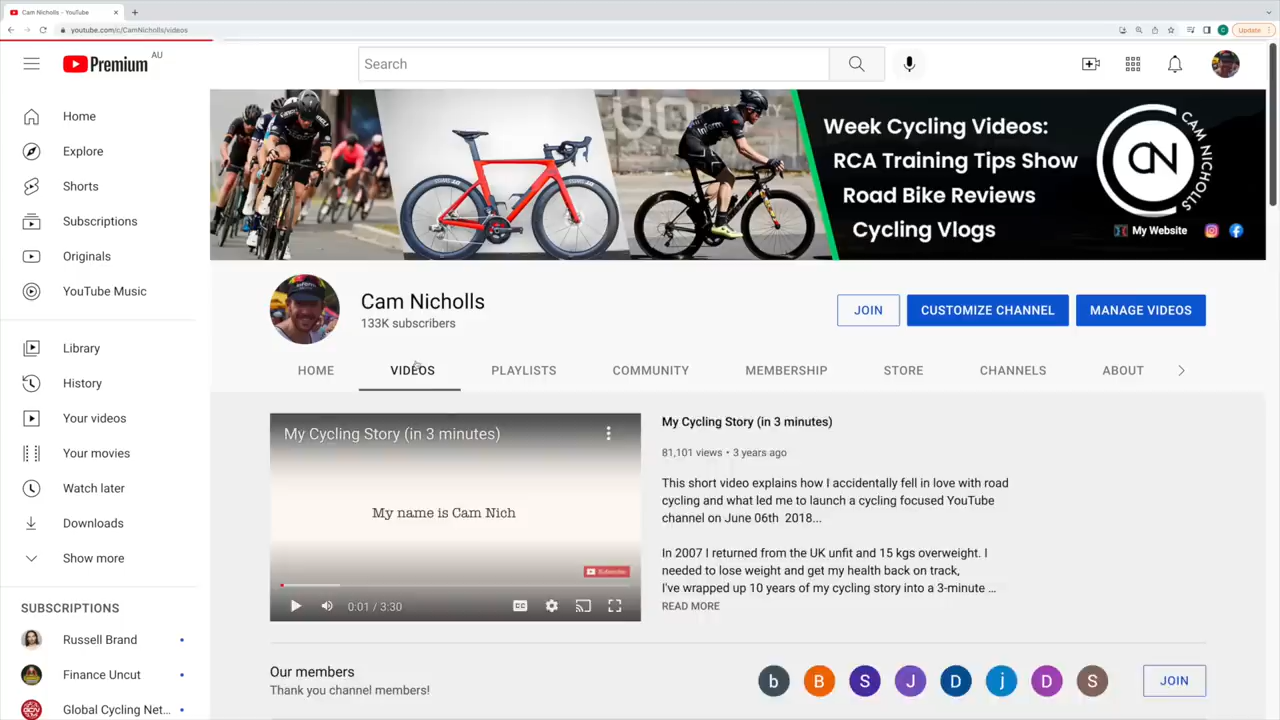 Cam Nicholls - YouTube
youtube.com/c/CamNicholls/videos
Update
Premium
AU
Search
Home
Explore
Shorts
Subscriptions
Originals
YouTube Music
Library
History
Your videos
Your movies
Watch later
Downloads
Show more
SUBSCRIPTIONS
Russell Brand
Finance Uncut
Global Cycling Net...
Week Cycling Videos:
RCA Training Tips Show
Road Bike Reviews
Cycling Vlogs
CN
CAM NICHOLLS
My Website
Cam Nicholls
133K subscribers
JOIN
CUSTOMIZE CHANNEL
MANAGE VIDEOS
HOME
VIDEOS
PLAYLISTS
COMMUNITY
MEMBERSHIP
STORE
CHANNELS
ABOUT
My Cycling Story (in 3 minutes)
My name is Cam Nich
Subscribe
0:01 / 3:30
My Cycling Story (in 3 minutes)
81,101 views • 3 years ago
This short video explains how I accidentally fell in love with road
cycling and what led me to launch a cycling focused YouTube
channel on June 06th 2018...
In 2007 I returned from the UK unfit and 15 kgs overweight. I
needed to lose weight and get my health back on track,
I've wrapped up 10 years of my cycling story into a 3-minute ...
READ MORE
Our members
Thank you channel members!
b B S J D j D S
JOIN